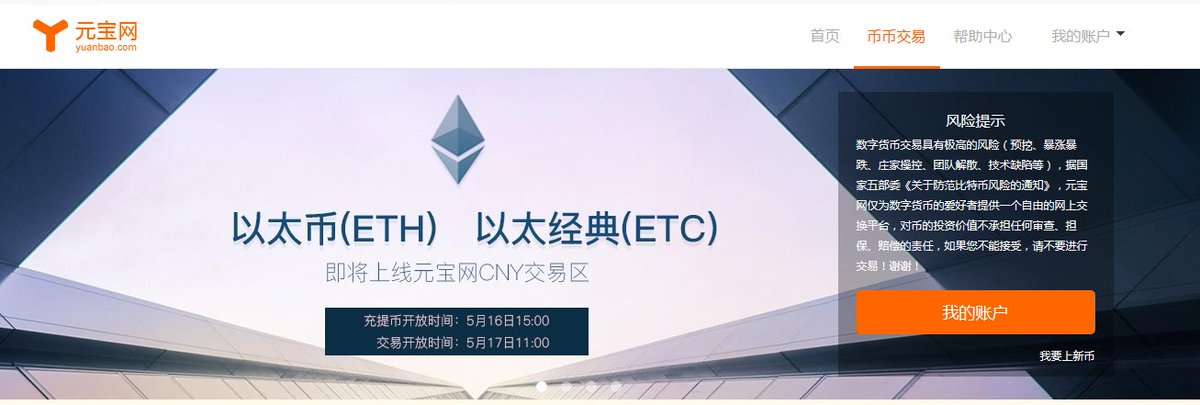 元宝网
yuanbao.com
首页
币币交易
帮助中心
我的账户
以太币(ETH) 以太经典(ETC)
即将上线元宝网CNY交易区
充提币开放时间：5月16日15:00
交易开放时间：5月17日11:00
风险提示
数字货币交易具有极高的风险（预挖、暴涨暴
跌、庄家操控、团队解散、技术缺陷等），据国
家五部委《关于防范比特币风险的通知》，元宝
网仅为数字货币的爱好者提供一个自由的网上交
换平台，对币的投资价值不承担任何审查、担
保、赔偿的责任，如果您不能接受，请不要进行
交易！谢谢！
我的账户
我要上新币